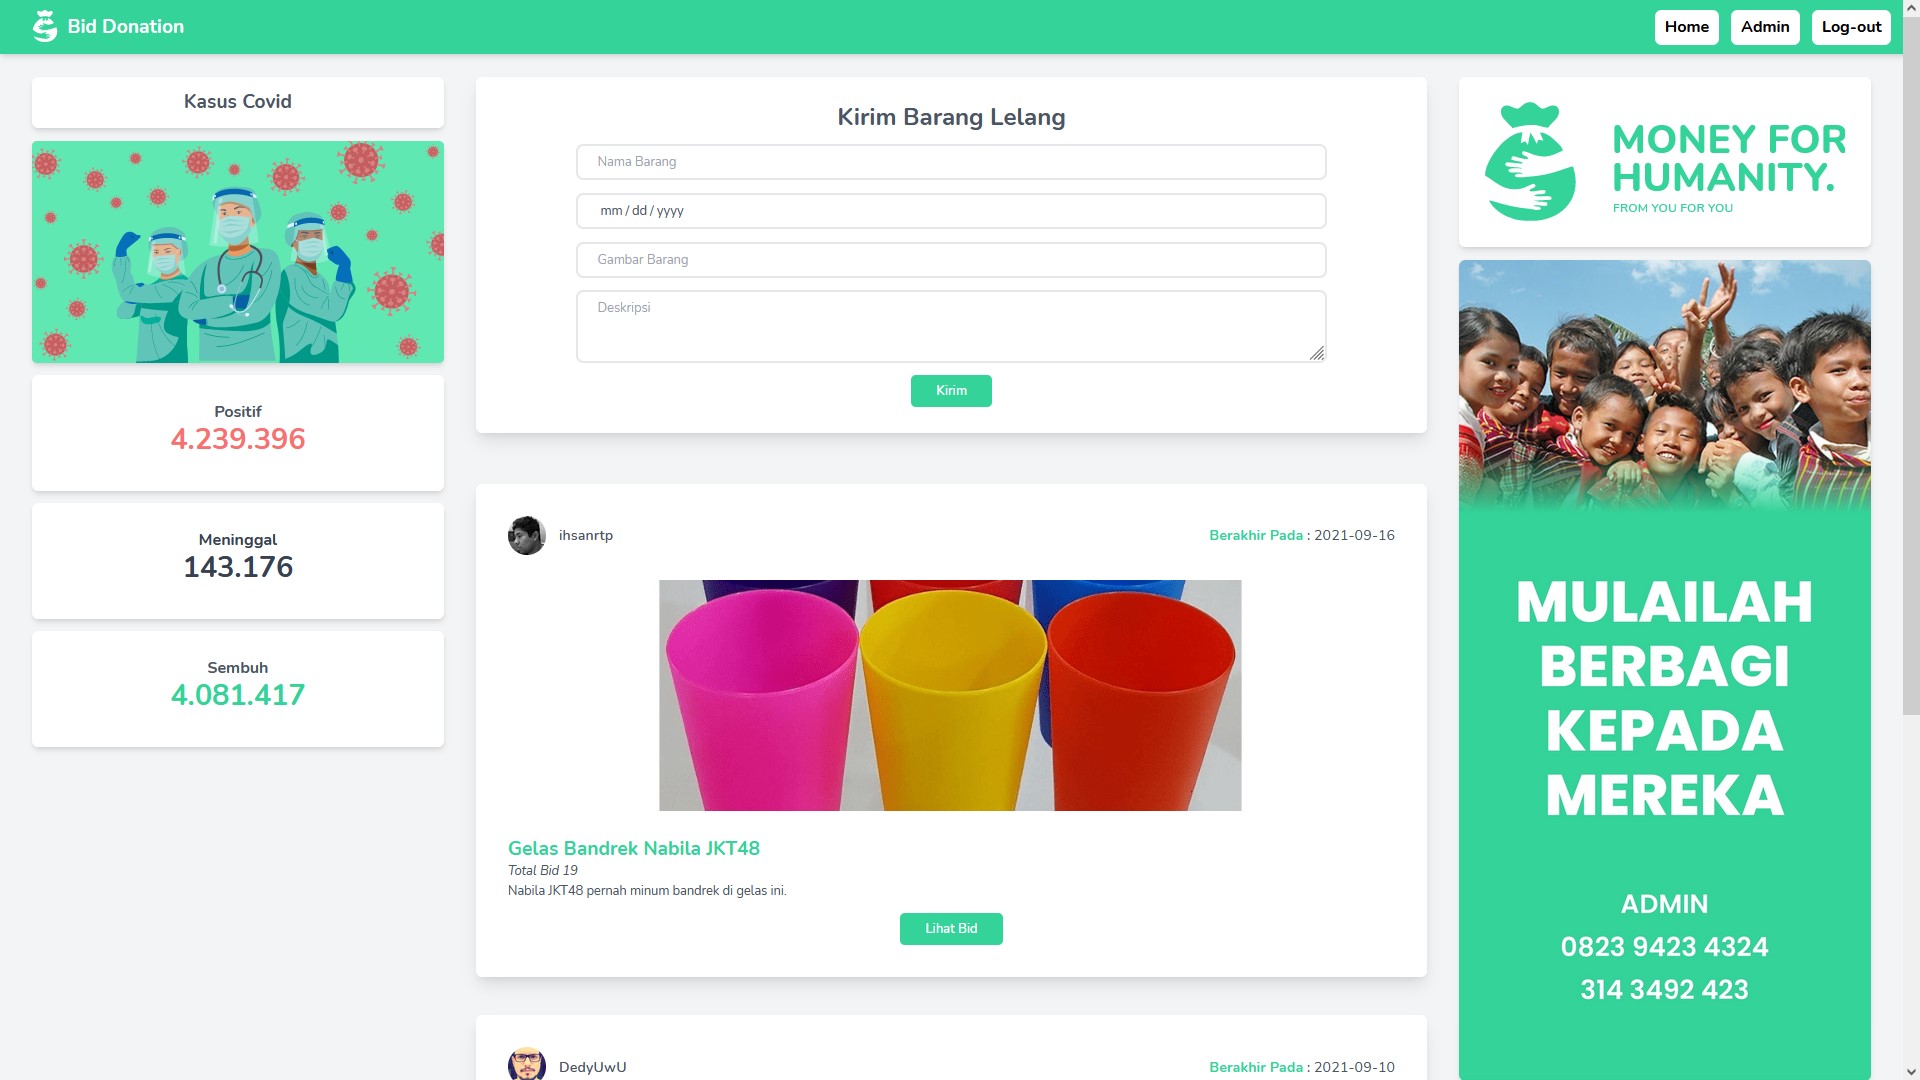 Bid Donation
Home
Admin
Log-out
Kasus Covid
Positif
4.239.396
Meninggal
143.176
Sembuh
4.081.417
Kirim Barang Lelang
Nama Barang
mm / dd / yyyy
Gambar Barang
Deskripsi
Kirim
ihsanrtp
Berakhir Pada : 2021-09-16
Gelas Bandrek Nabila JKT48
Total Bid 19
Nabila JKT48 pernah minum bandrek di gelas ini.
Lihat Bid
DedyUwU
Berakhir Pada : 2021-09-10
MONEY FOR
HUMANITY.
FROM YOU FOR YOU
MULAILAH
BERBAGI
KEPADA
MEREKA
ADMIN
0823 9423 4324
314 3492 423